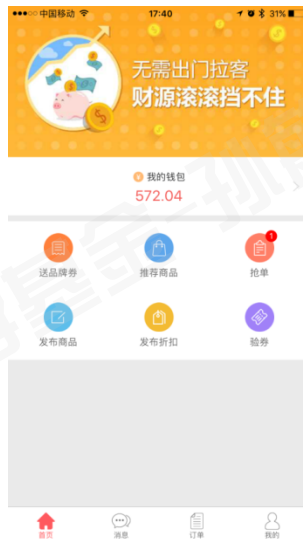 中国移动 17:40 31%
无需出门拉客
财源滚滚挡不住
我的钱包
572.04
送品牌券 推荐商品 抢单 1
发布商品 发布折扣 验券
首页 消息 订单 我的